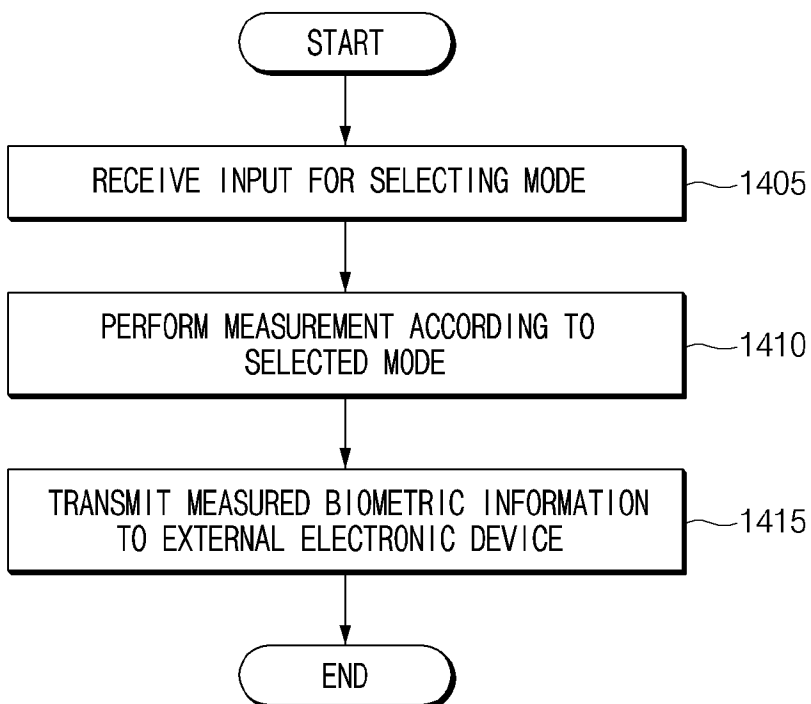 START
RECEIVE INPUT FOR SELECTING MODE
1405
PERFORM MEASUREMENT ACCORDING TO
SELECTED MODE
1410
TRANSMIT MEASURED BIOMETRIC INFORMATION
TO EXTERNAL ELECTRONIC DEVICE
1415
END